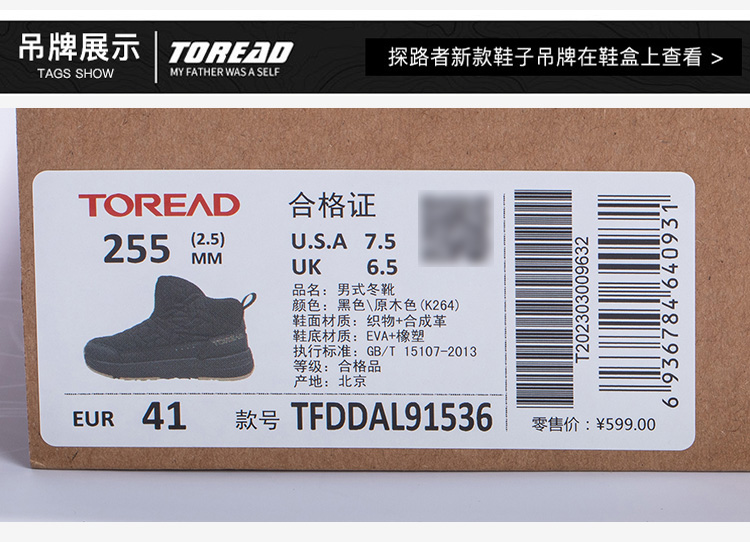 吊牌展示
TAGS SHOW
TOREAD
MY FATHER WAS A SELF
探路者新款鞋子吊牌在鞋盒上查看 >
TOREAD
255
(2.5)
MM
合格证
U.S.A 7.5
UK 6.5
品名：男式冬靴
颜色：黑色\原木色(K264)
鞋面材质：织物+合成革
鞋底材质：EVA+橡塑
执行标准：GB/T 15107-2013
等级：合格品
产地：北京
EUR 41
款号 TFDDAL91536
T202303009632
6936784640931
零售价：¥599.00